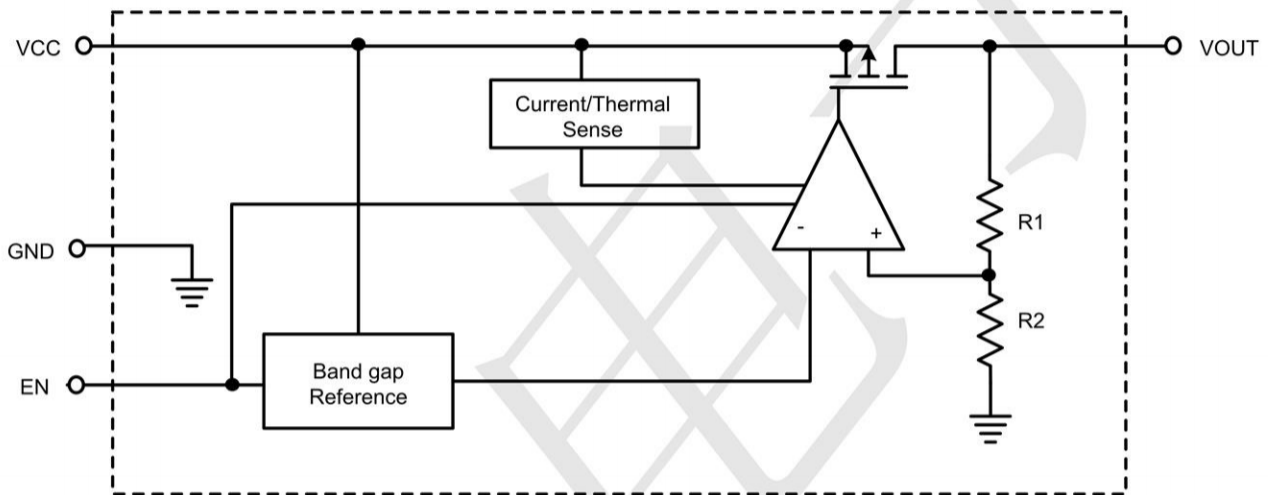 VCC
VOUT
Current/Thermal
Sense
-
+
R1
GND
R2
Band gap
Reference
EN